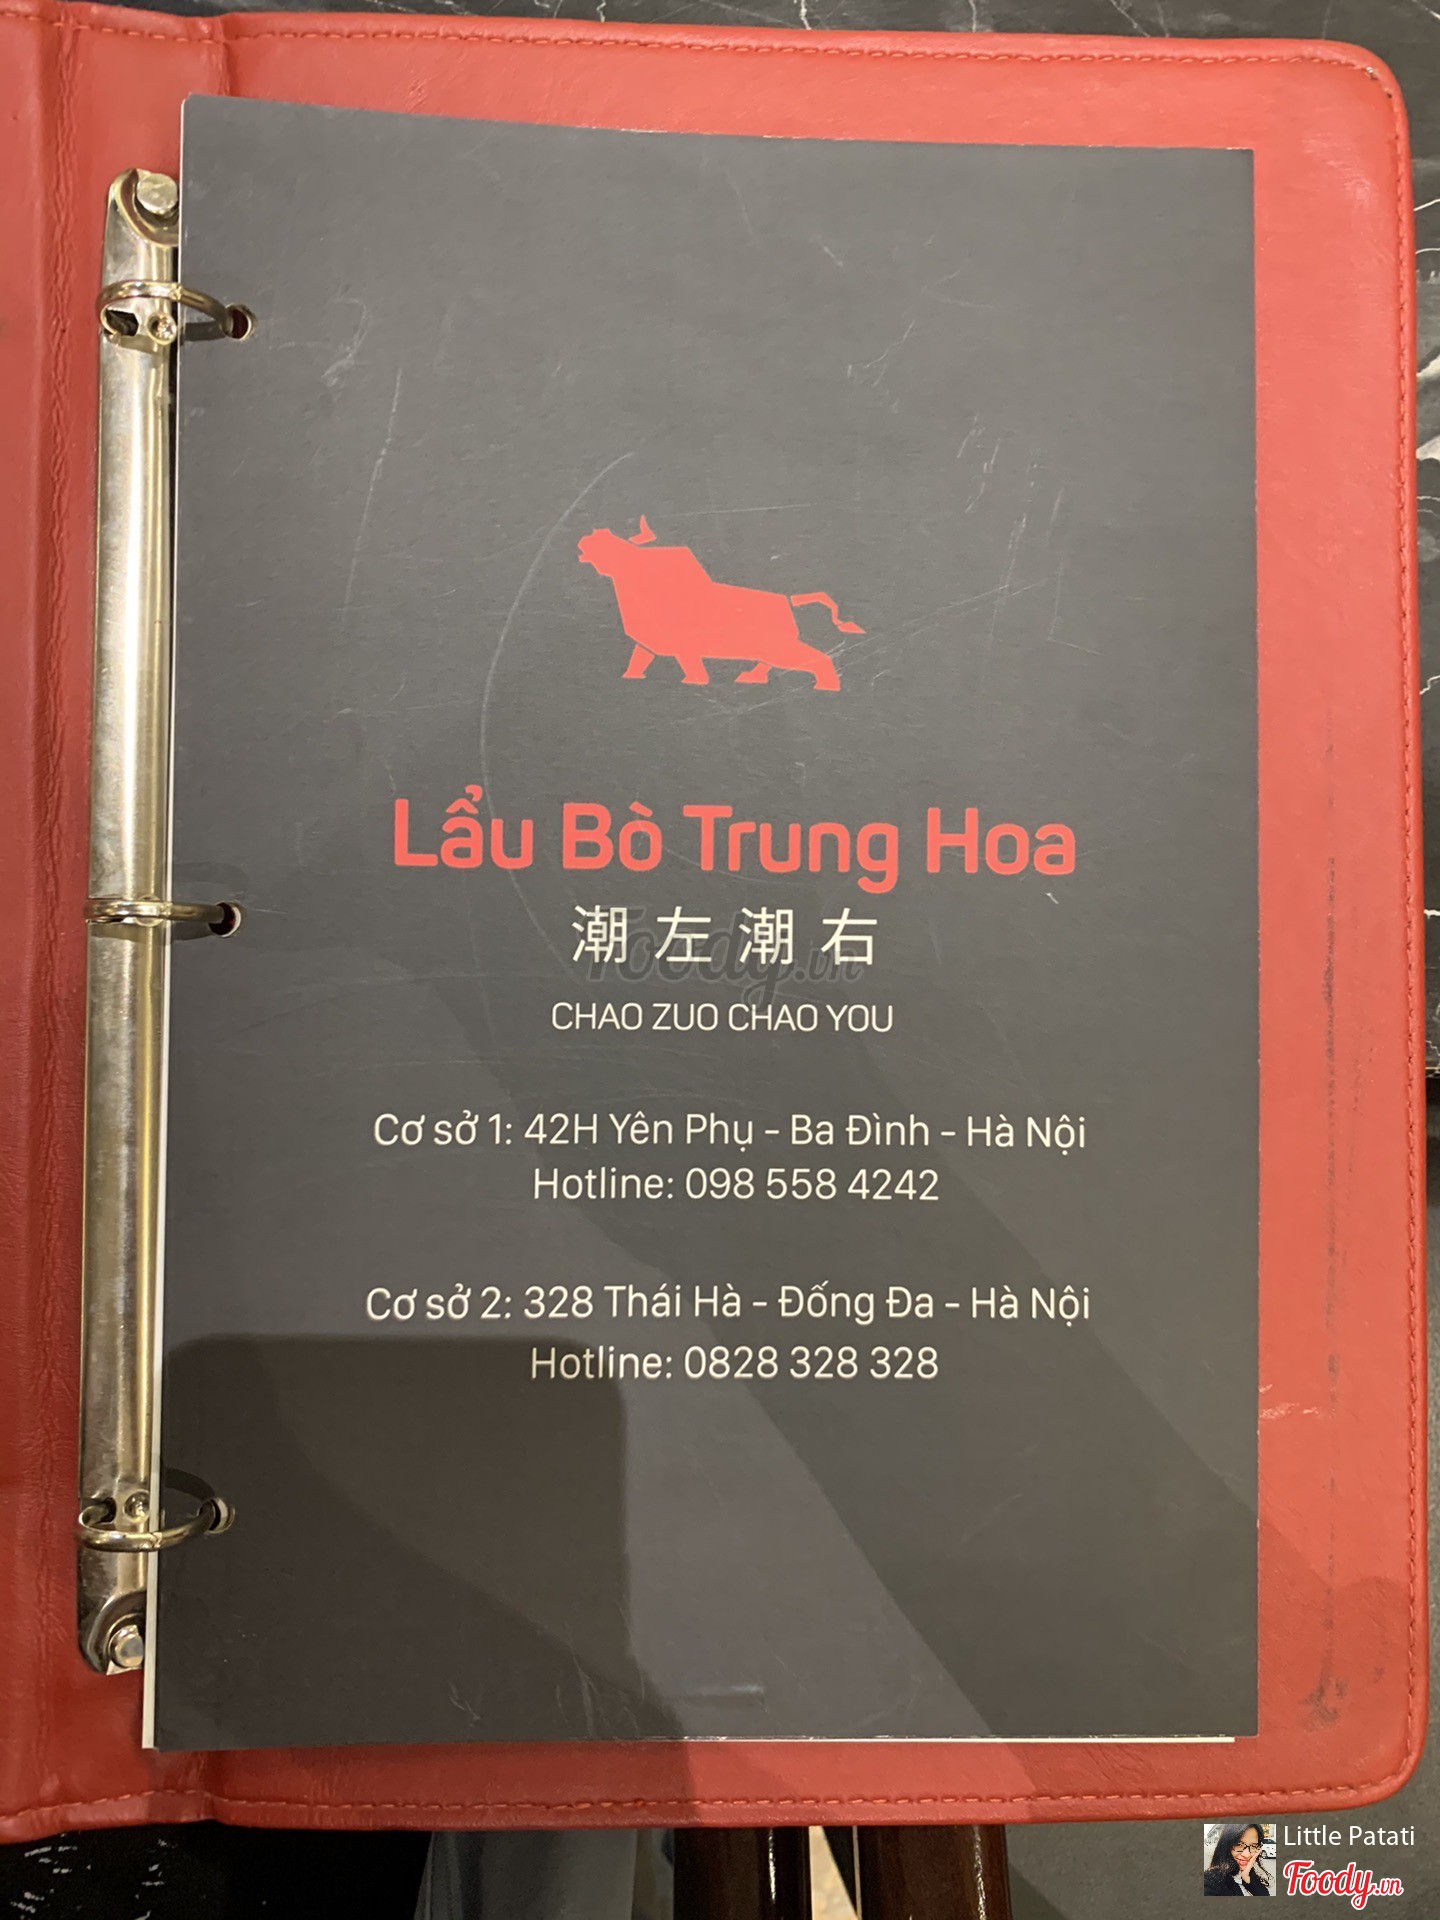 Lẩu Bò Trung Hoa
潮左潮右
Foody.vn
CHAO ZUO CHAO YOU
Cơ sở 1: 42H Yên Phụ - Ba Đình - Hà Nội
Hotline: 098 558 4242
Cơ sở 2: 328 Thái Hà - Đống Đa - Hà Nội
Hotline: 0828 328 328
Little Patati
Foody.vn